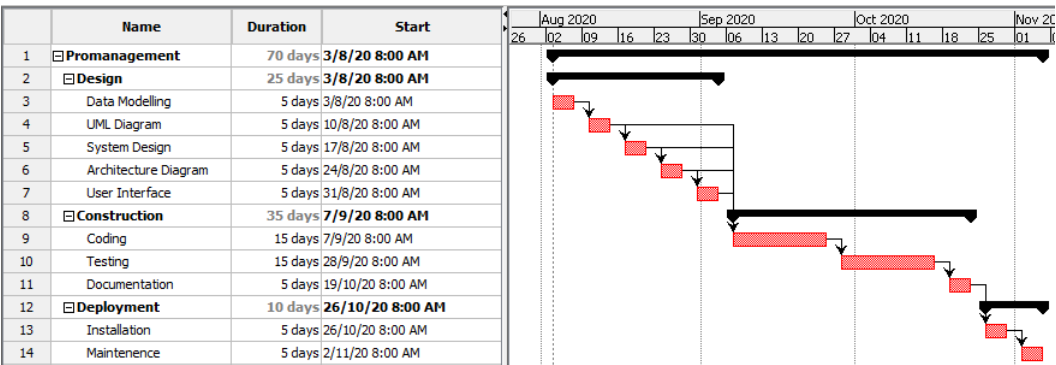 Name Duration Start
1 Promanagement 70 days 3/8/20 8:00 AM
2 Design 25 days 3/8/20 8:00 AM
3 Data Modelling 5 days 3/8/20 8:00 AM
4 UML Diagram 5 days 10/8/20 8:00 AM
5 System Design 5 days 17/8/20 8:00 AM
6 Architecture Diagram 5 days 24/8/20 8:00 AM
7 User Interface 5 days 31/8/20 8:00 AM
8 Construction 35 days 7/9/20 8:00 AM
9 Coding 15 days 7/9/20 8:00 AM
10 Testing 15 days 28/9/20 8:00 AM
11 Documentation 5 days 19/10/20 8:00 AM
12 Deployment 10 days 26/10/20 8:00 AM
13 Installation 5 days 26/10/20 8:00 AM
14 Maintenence 5 days 2/11/20 8:00 AM
Aug 2020 Sep 2020 Oct 2020 Nov 20
26 02 09 16 23 30 06 13 20 27 04 11 18 25 01